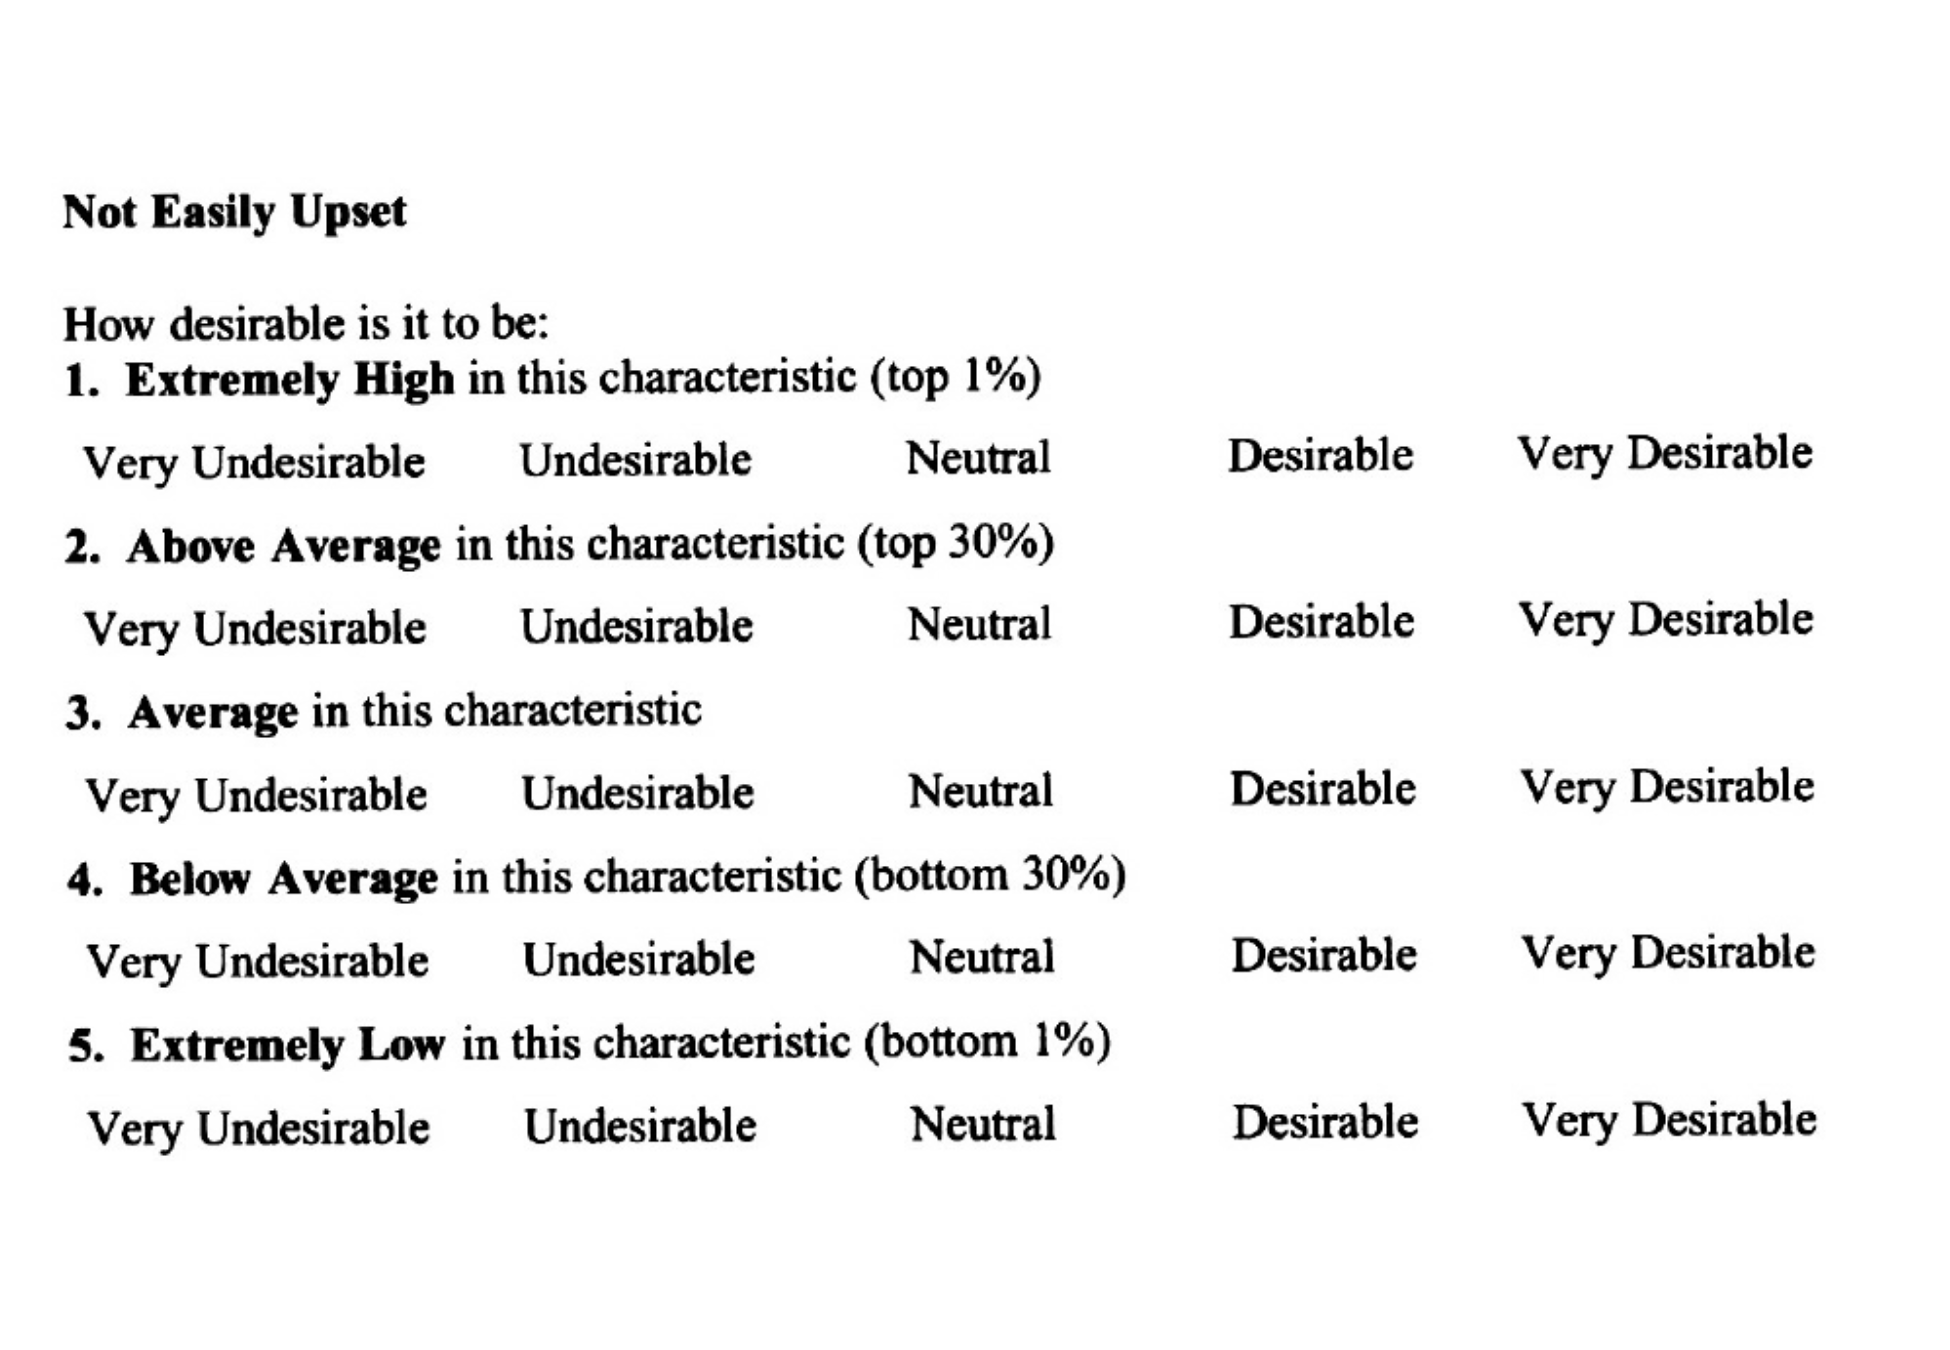 Not Easily Upset
How desirable is it to be:
1. Extremely High in this characteristic (top 1%)
Very Undesirable Undesirable Neutral Desirable Very Desirable
2. Above Average in this characteristic (top 30%)
Very Undesirable Undesirable Neutral Desirable Very Desirable
3. Average in this characteristic
Very Undesirable Undesirable Neutral Desirable Very Desirable
4. Below Average in this characteristic (bottom 30%)
Very Undesirable Undesirable Neutral Desirable Very Desirable
5. Extremely Low in this characteristic (bottom 1%)
Very Undesirable Undesirable Neutral Desirable Very Desirable